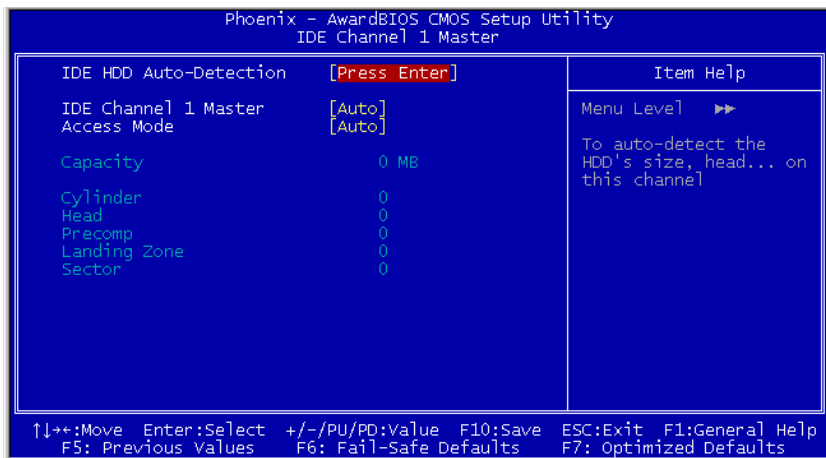 Phoenix - AwardBIOS CMOS Setup Utility
IDE Channel 1 Master
IDE HDD Auto-Detection [Press Enter]
IDE Channel 1 Master [Auto]
Access Mode [Auto]
Capacity 0 MB
Cylinder 0
Head 0
Precomp 0
Landing Zone 0
Sector 0
Item Help
Menu Level ▸▸
To auto-detect the
HDD's size, head... on
this channel
↑↓→←:Move Enter:Select +/-/PU/PD:Value F10:Save ESC:Exit F1:General Help
F5: Previous Values F6: Fail-Safe Defaults F7: Optimized Defaults